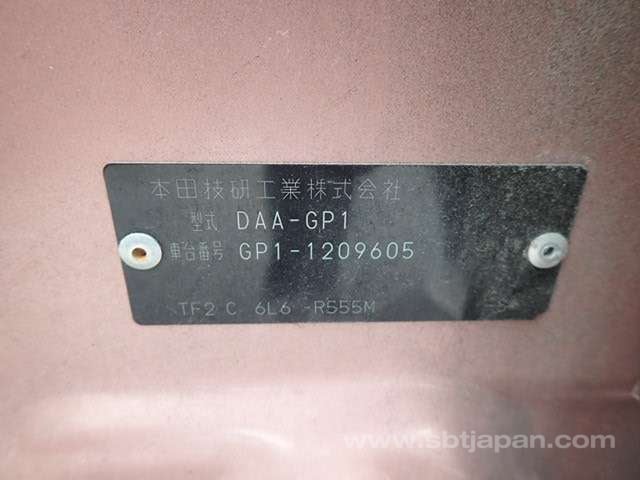 本田技研工業株式会社
型式 DAA-GP1
車台番号 GP1-1209605
TF2 C 6L6 -R555M
www.sbtjapan.com